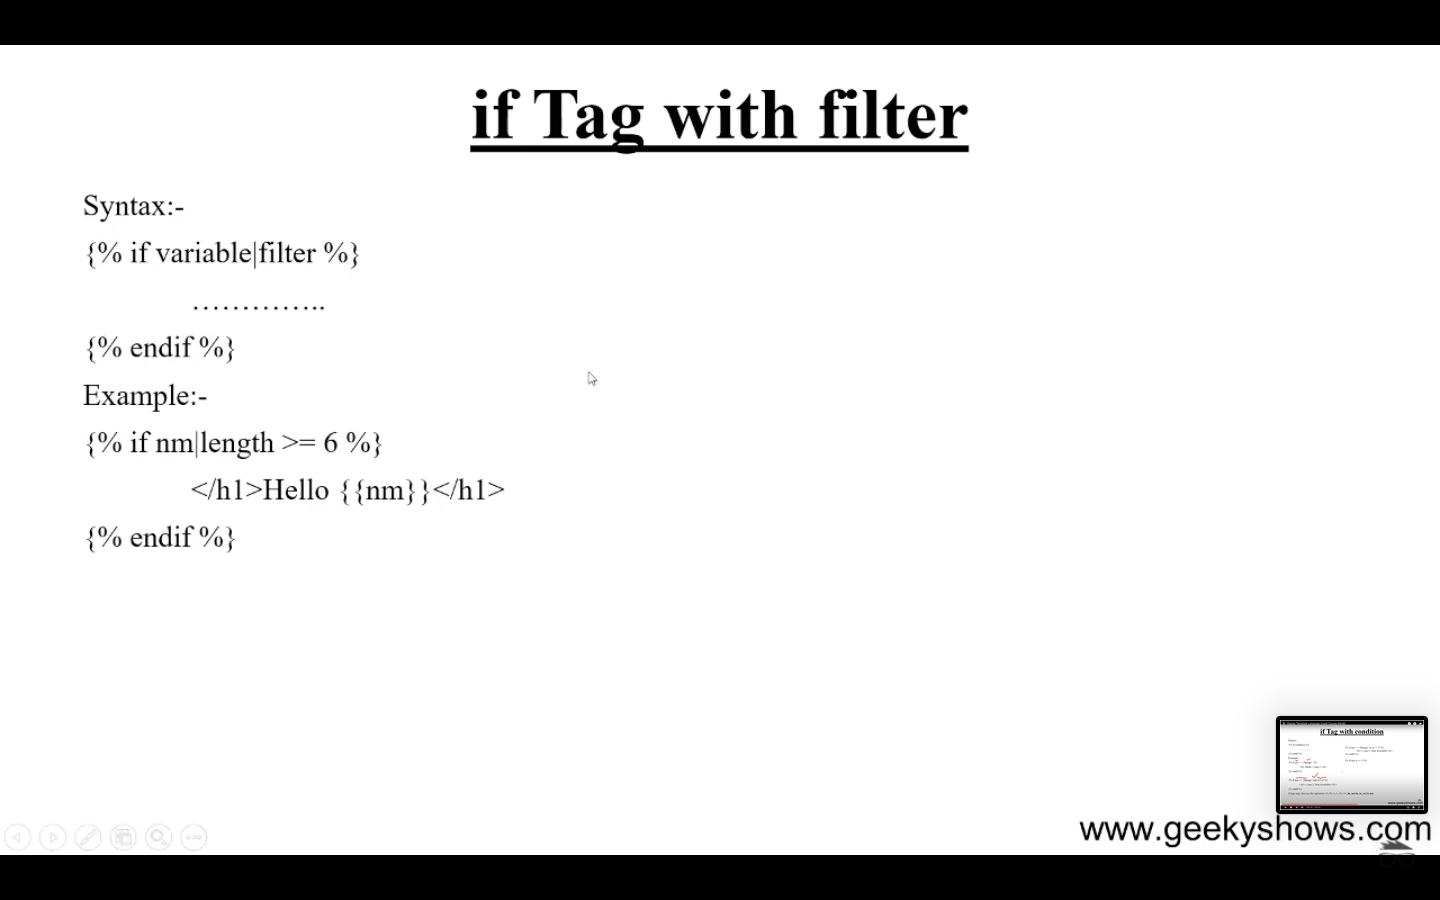 if Tag with filter
Syntax:-
{% if variable|filter %}
…………..
{% endif %}
Example:-
{% if nm|length >= 6 %}
</h1>Hello {{nm}}</h1>
{% endif %}
if Tag with condition
www.geekyshows.com